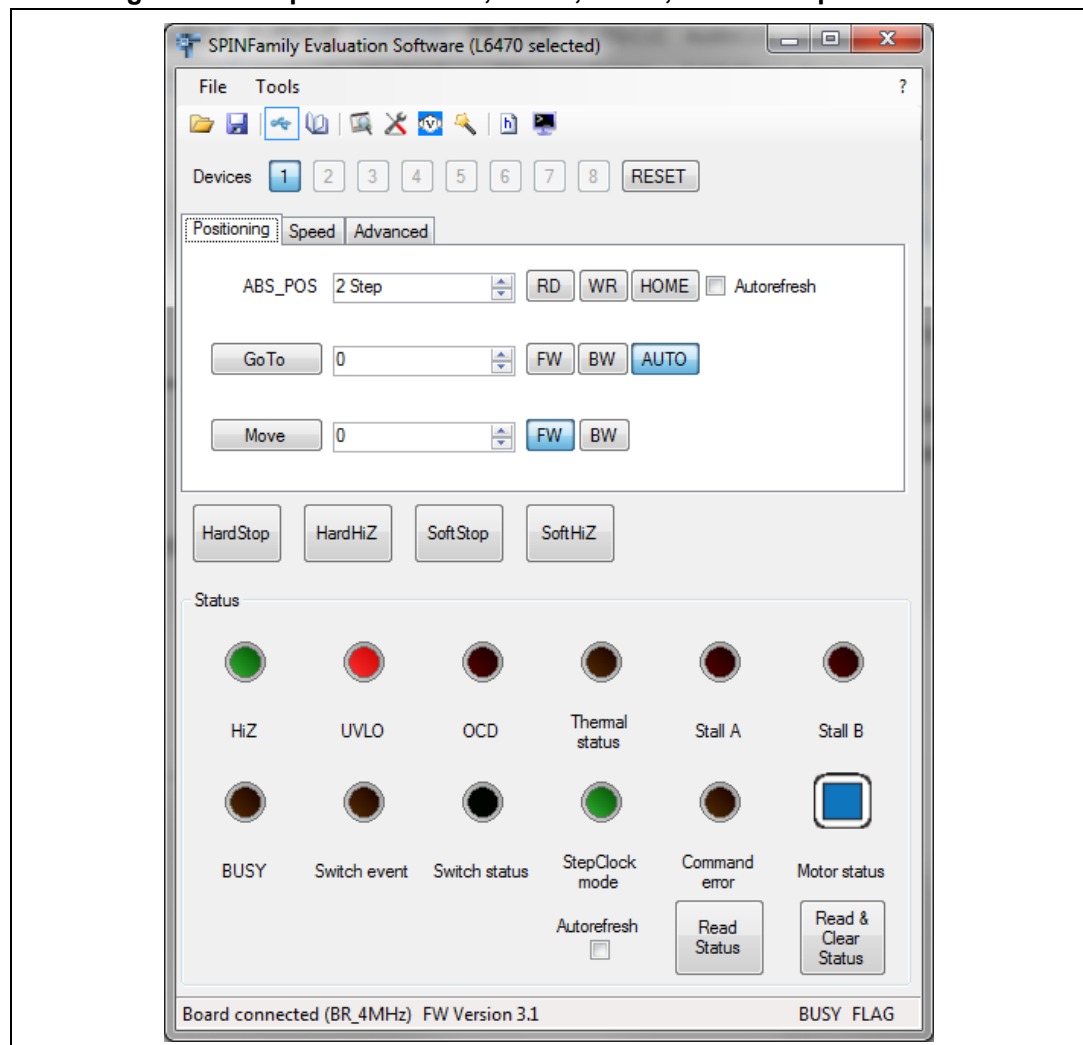 SPINFamily Evaluation Software (L6470 selected)
File Tools ?
Devices 1 2 3 4 5 6 7 8 RESET
Positioning Speed Advanced
ABS_POS 2 Step RD WR HOME Autorefresh
GoTo 0 FW BW AUTO
Move 0 FW BW
HardStop HardHiZ SoftStop SoftHiZ
Status
HiZ UVLO OCD Thermal status Stall A Stall B
BUSY Switch event Switch status StepClock mode Command error Motor status
Autorefresh Read Status Read & Clear Status
Board connected (BR_4MHz) FW Version 3.1 BUSY FLAG